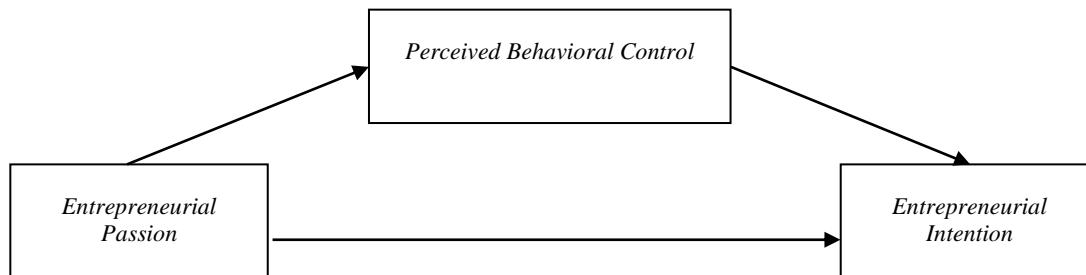 Perceived Behavioral Control
Entrepreneurial
Passion
Entrepreneurial
Intention